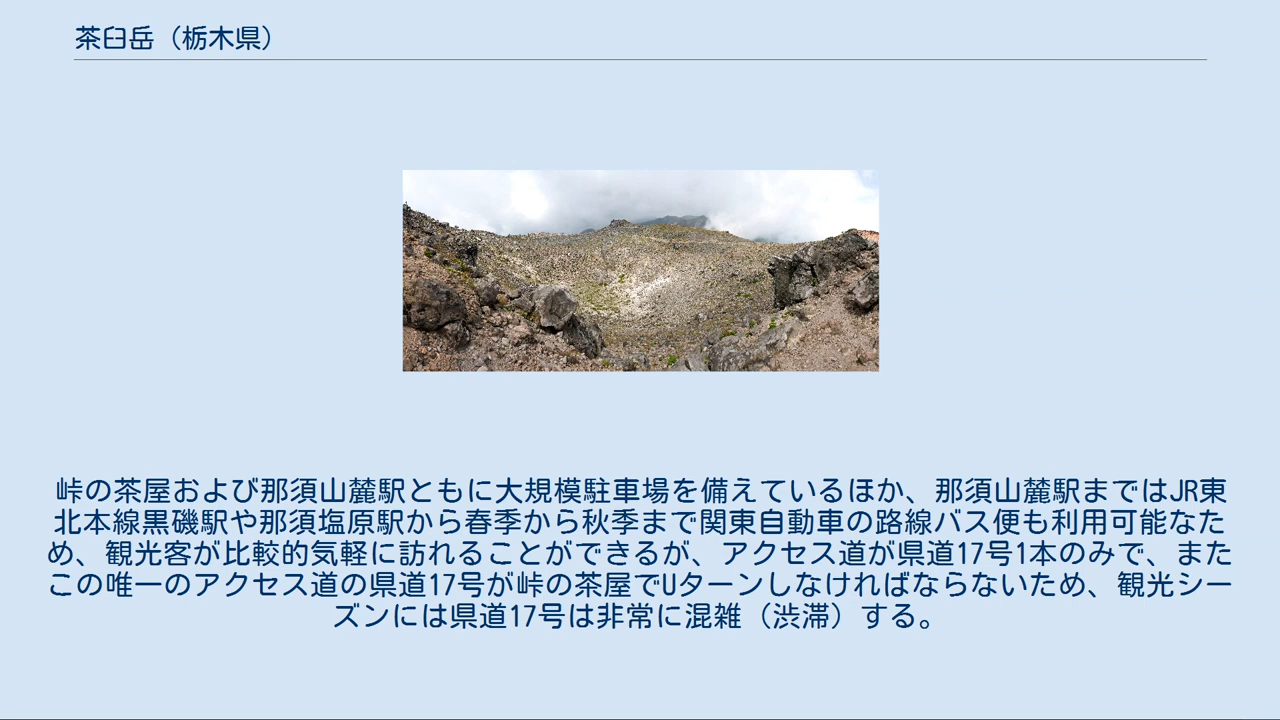 茶臼岳（栃木県）
峠の茶屋および那須山麓駅ともに大規模駐車場を備えているほか、那須山麓駅まではJR東
北本線黒磯駅や那須塩原駅から春季から秋季まで関東自動車の路線バス便も利用可能なた
め、観光客が比較的気軽に訪れることができるが、アクセス道が県道17号1本のみで、また
この唯一のアクセス道の県道17号が峠の茶屋でUターンしなければならないため、観光シー
ズンには県道17号は非常に混雑（渋滞）する。